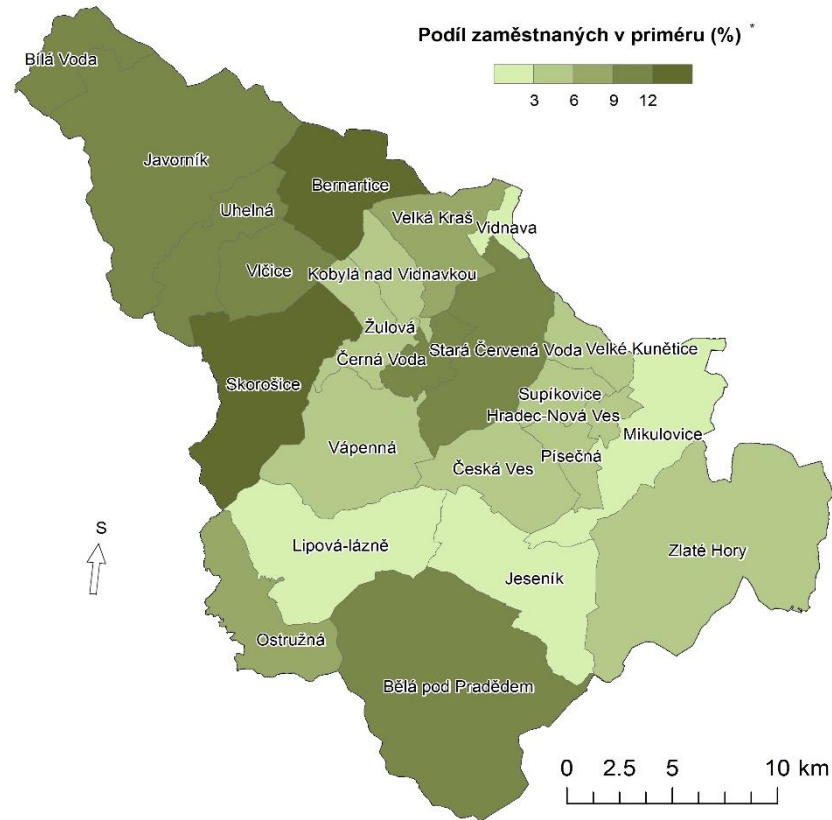 Podíl zaměstnaných v priméru (%) *
3 6 9 12
Bílá Voda
Javorník
Bernartice
Uhelná
Velká Kraš
Vidnava
Vlčice
Kobylá nad Vidnavkou
Žulová
Stará Červená Voda
Velké Kunětice
Černá Voda
Skorošice
Supíkovice
Hradec-Nová Ves
Mikulovice
Vápenná
Písečná
Česká Ves
S
Lipová-lázně
Zlaté Hory
Jeseník
Ostružná
Bělá pod Pradědem
0 2.5 5 10 km